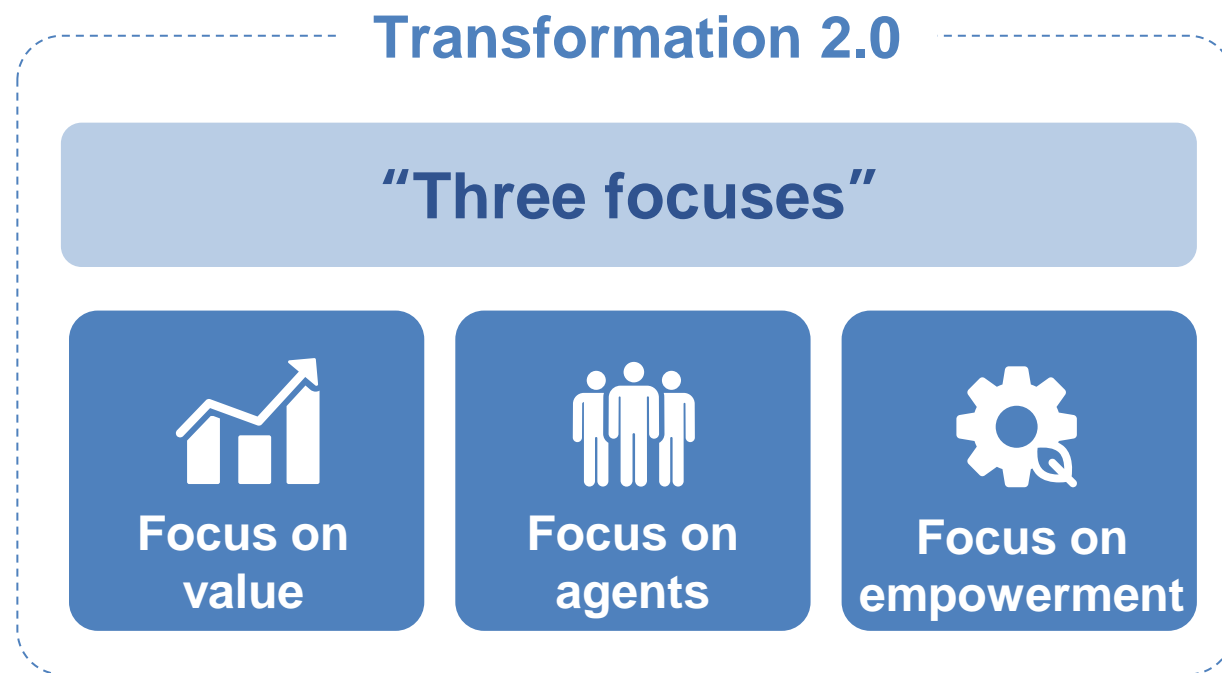 Transformation 2.0
“Three focuses”
Focus on
value
Focus on
agents
Focus on
empowerment